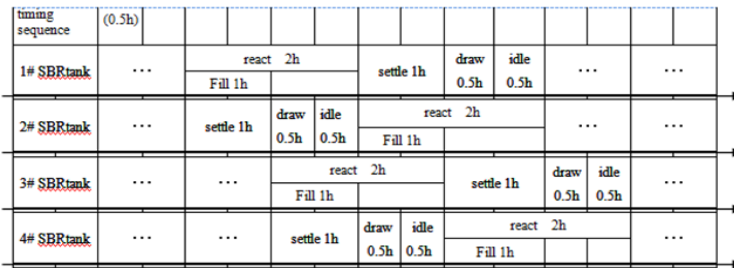 timing
sequence
(0.5h)
1# SBRtank
...
react 2h
Fill 1h
settle 1h
draw
0.5h
idle
0.5h
...
...
2# SBRtank
...
settle 1h
draw
0.5h
idle
0.5h
react 2h
Fill 1h
...
...
3# SBRtank
...
...
react 2h
Fill 1h
settle 1h
draw
0.5h
idle
0.5h
...
4# SBRtank
...
...
settle 1h
draw
0.5h
idle
0.5h
react 2h
Fill 1h
...